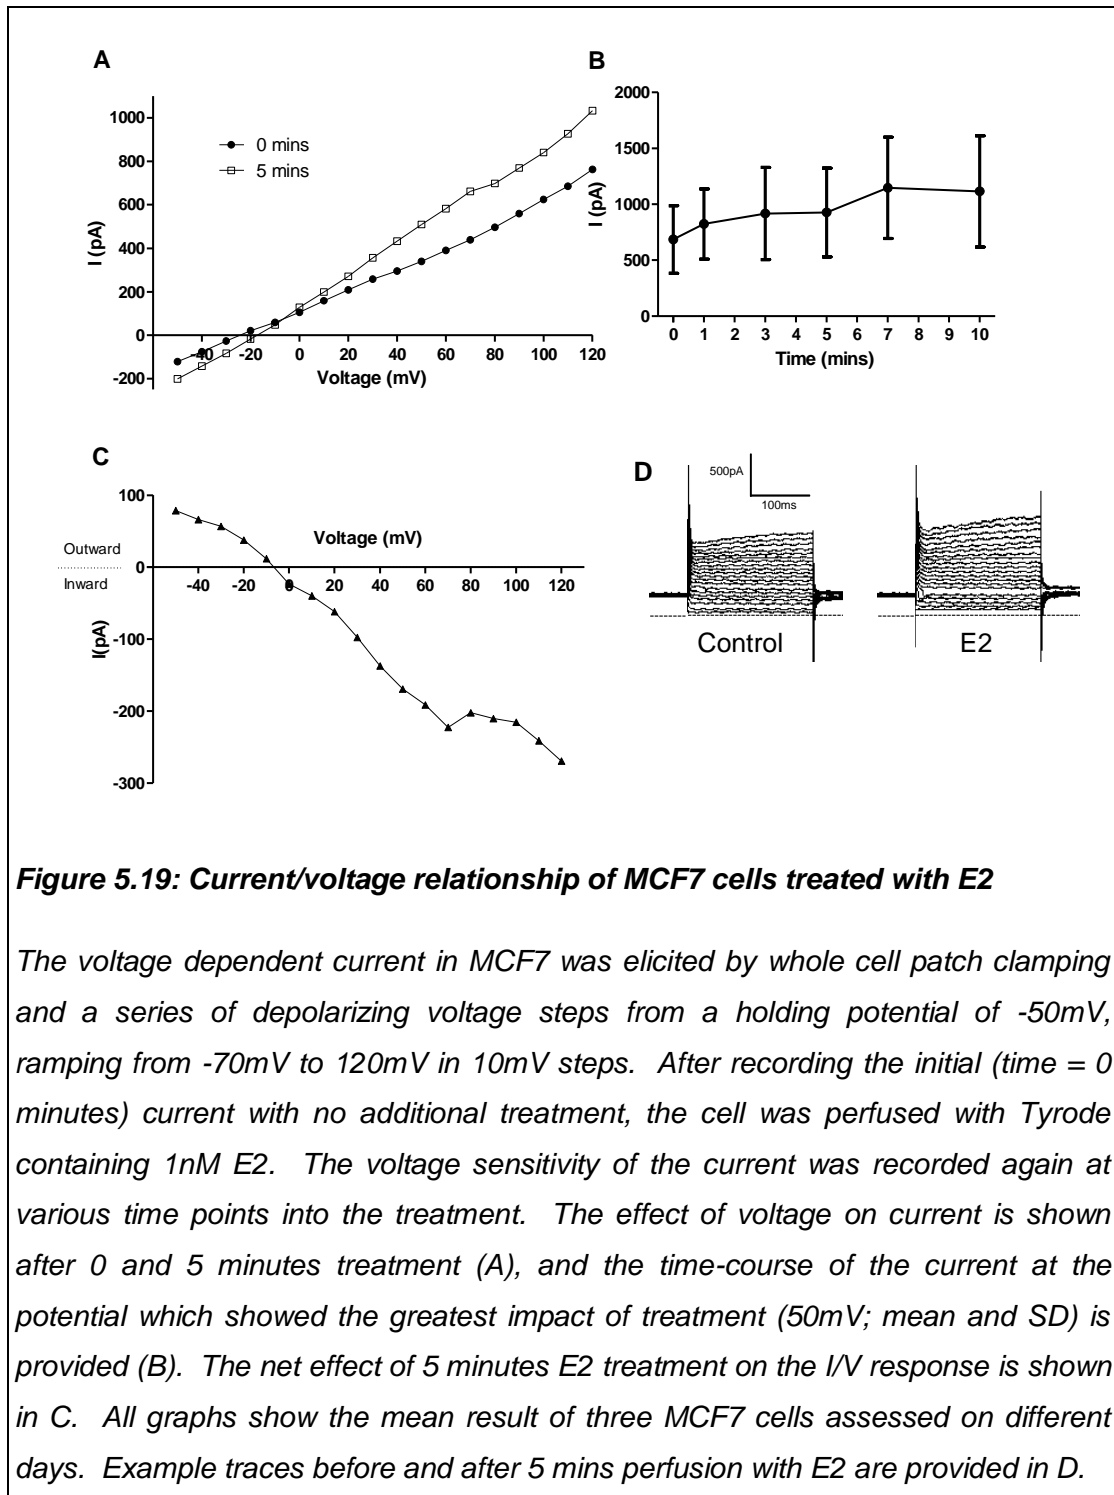 A
1000
800
600
400
200
0
-200
I (pA)
0 mins
5 mins
-40 -20 0 20 40 60 80 100 120
Voltage (mV)
B
2000
1500
1000
500
0
I (pA)
0 1 2 3 4 5 6 7 8 9 10
Time (mins)
C
100
0
-100
-200
-300
Outward
Inward
I(pA)
Voltage (mV)
-40 -20 0 20 40 60 80 100 120
D
500pA
100ms
Control
E2
Figure 5.19: Current/voltage relationship of MCF7 cells treated with E2
The voltage dependent current in MCF7 was elicited by whole cell patch clamping
and a series of depolarizing voltage steps from a holding potential of -50mV,
ramping from -70mV to 120mV in 10mV steps. After recording the initial (time = 0
minutes) current with no additional treatment, the cell was perfused with Tyrode
containing 1nM E2. The voltage sensitivity of the current was recorded again at
various time points into the treatment. The effect of voltage on current is shown
after 0 and 5 minutes treatment (A), and the time-course of the current at the
potential which showed the greatest impact of treatment (50mV; mean and SD) is
provided (B). The net effect of 5 minutes E2 treatment on the I/V response is shown
in C. All graphs show the mean result of three MCF7 cells assessed on different
days. Example traces before and after 5 mins perfusion with E2 are provided in D.